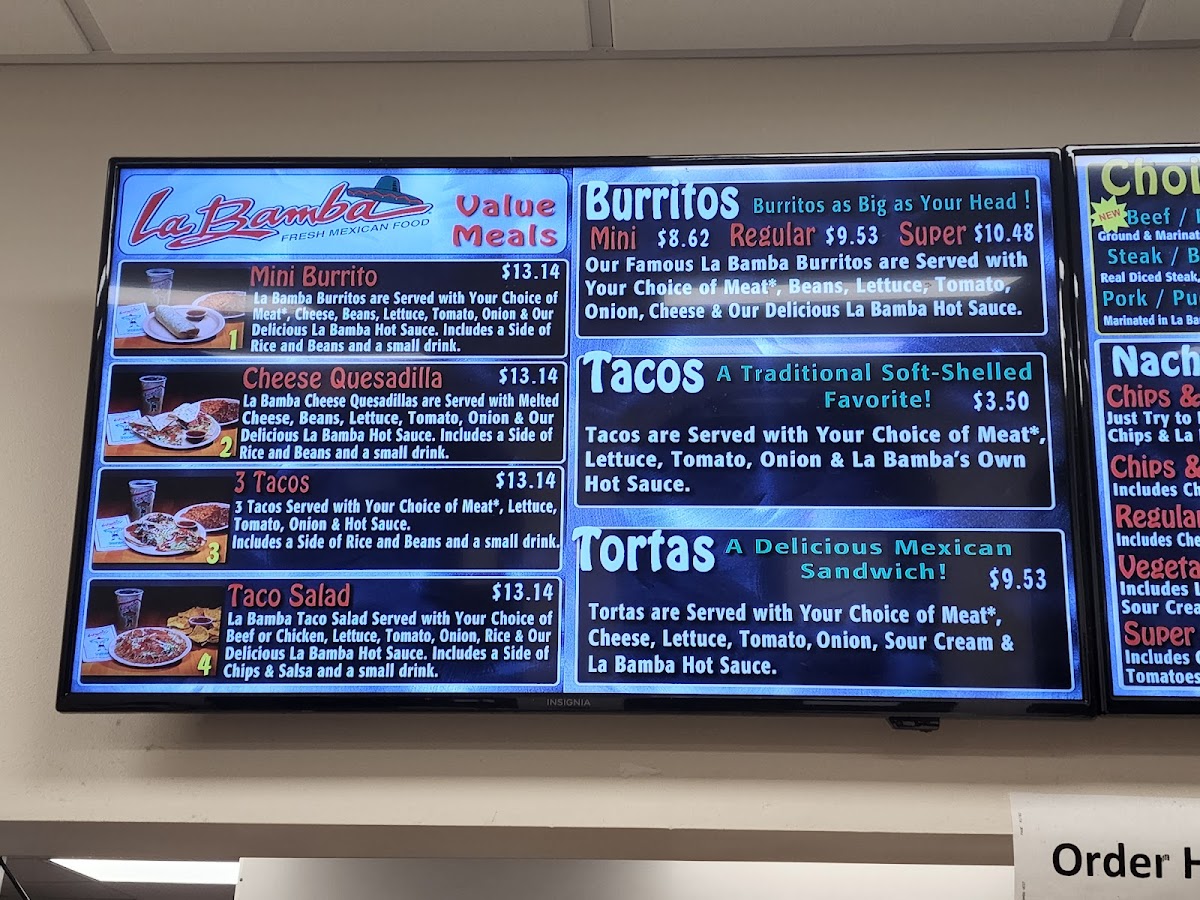 La Bamba
FRESH MEXICAN FOOD
Value
Meals
Mini Burrito $13.14
La Bamba Burritos are Served with Your Choice of
Meat*, Cheese, Beans, Lettuce, Tomato, Onion & Our
Delicious La Bamba Hot Sauce. Includes a Side of
Rice and Beans and a small drink.
1
Cheese Quesadilla $13.14
La Bamba Cheese Quesadillas are Served with Melted
Cheese, Beans, Lettuce, Tomato, Onion & Our
Delicious La Bamba Hot Sauce. Includes a Side of
Rice and Beans and a small drink.
2
3 Tacos $13.14
3 Tacos Served with Your Choice of Meat*, Lettuce,
Tomato, Onion & Hot Sauce.
Includes a Side of Rice and Beans and a small drink.
3
Taco Salad $13.14
La Bamba Taco Salad Served with Your Choice of
Beef or Chicken, Lettuce, Tomato, Onion, Rice & Our
Delicious La Bamba Hot Sauce. Includes a Side of
Chips & Salsa and a small drink.
4
Burritos Burritos as Big as Your Head !
Mini $8.62 Regular $9.53 Super $10.48
Our Famous La Bamba Burritos are Served with
Your Choice of Meat*, Beans, Lettuce, Tomato,
Onion, Cheese & Our Delicious La Bamba Hot Sauce.
Tacos A Traditional Soft-Shelled
Favorite! $3.50
Tacos are Served with Your Choice of Meat*,
Lettuce, Tomato, Onion & La Bamba's Own
Hot Sauce.
Tortas A Delicious Mexican
Sandwich! $9.53
Tortas are Served with Your Choice of Meat*,
Cheese, Lettuce, Tomato, Onion, Sour Cream &
La Bamba Hot Sauce.
INSIGNIA
Choi
NEW
Beef /
Ground & Marinat
Steak / B
Real Diced Steak,
Pork / Pu
Marinated in La Ba
Nach
Chips &
Just Try to
Chips & La
Chips &
Includes Ch
Regular
Includes Che
Vegeta
Includes L
Sour Crea
Super
Includes
Tomatoes
Order H